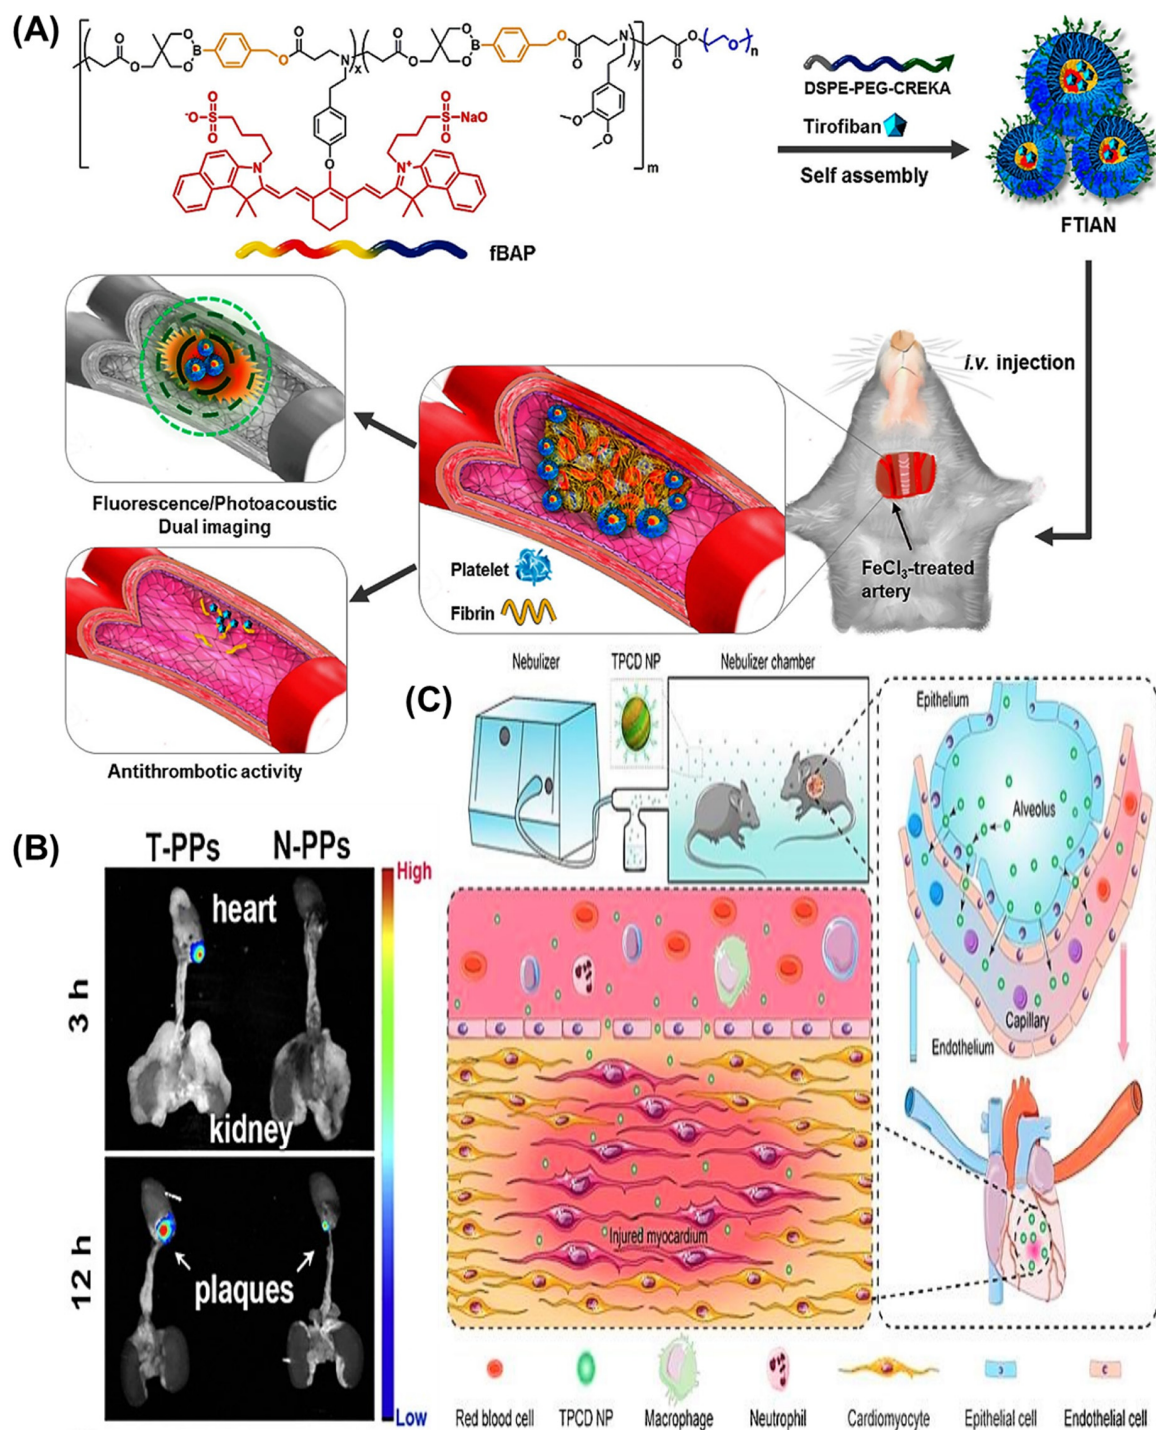 (A)
O
O
O
O
B
O
O
N
x
O
O
O
O
B
O
O
N
y
O
O
O
n
m
O
S
O
-O
O
S
NaO
O
N
N+
O
O
O
fBAP
DSPE-PEG-CREKA
Tirofiban
Self assembly
FTIAN
i.v. injection
FeCl3-treated
artery
Platelet
Fibrin
Fluorescence/Photoacoustic
Dual imaging
Antithrombotic activity
(B)
T-PPs N-PPs
High
3 h
heart
kidney
12 h
plaques
Low
(C)
Nebulizer
TPCD NP
Nebulizer chamber
Epithelium
Alveolus
Capillary
Endothelium
Injured myocardium
Red blood cell
TPCD NP
Macrophage
Neutrophil
Cardiomyocyte
Epithelial cell
Endothelial cell